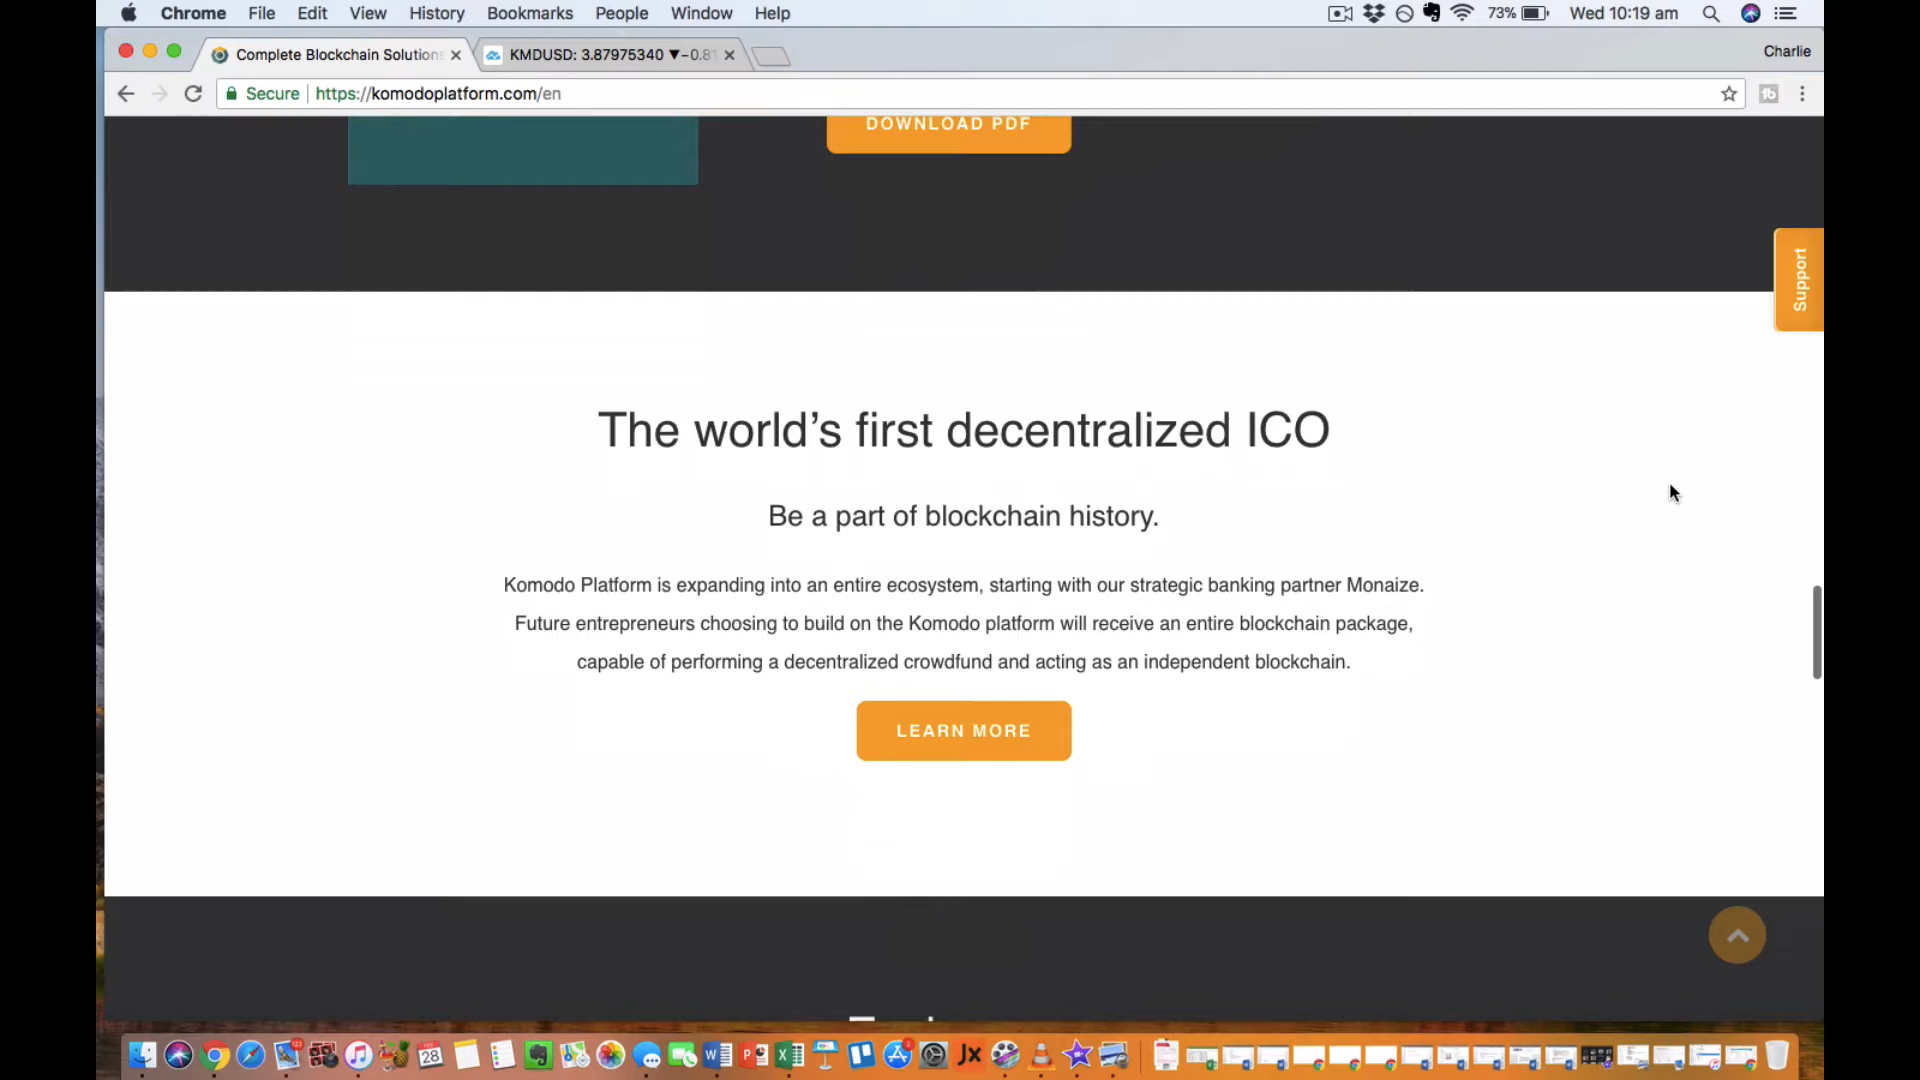 Chrome File Edit View History Bookmarks People Window Help 73% Wed 10:19 am
Complete Blockchain Solutions KMDUSD: 3.87975340 ▼−0.81 Charlie
Secure https://komodoplatform.com/en
DOWNLOAD PDF
Support
The world’s first decentralized ICO
Be a part of blockchain history.
Komodo Platform is expanding into an entire ecosystem, starting with our strategic banking partner Monaize.
Future entrepreneurs choosing to build on the Komodo platform will receive an entire blockchain package,
capable of performing a decentralized crowdfund and acting as an independent blockchain.
LEARN MORE
28